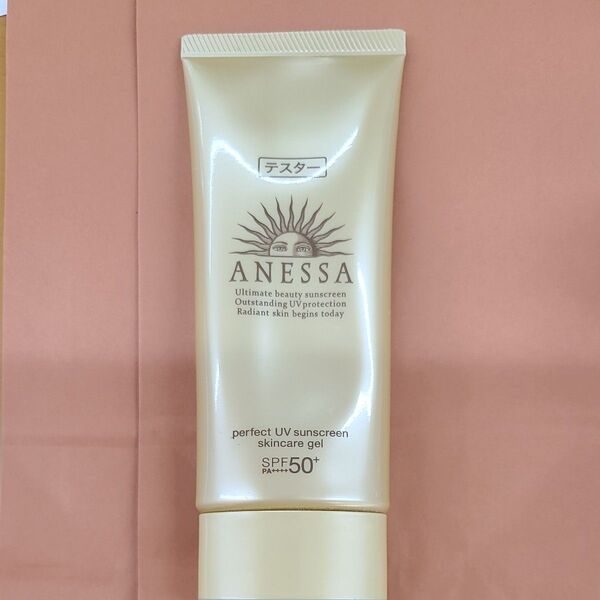 テスター
ANESSA
Ultimate beauty sunscreen
Outstanding UV protection
Radiant skin begins today
perfect UV sunscreen
skincare gel
SPF50+
PA++++